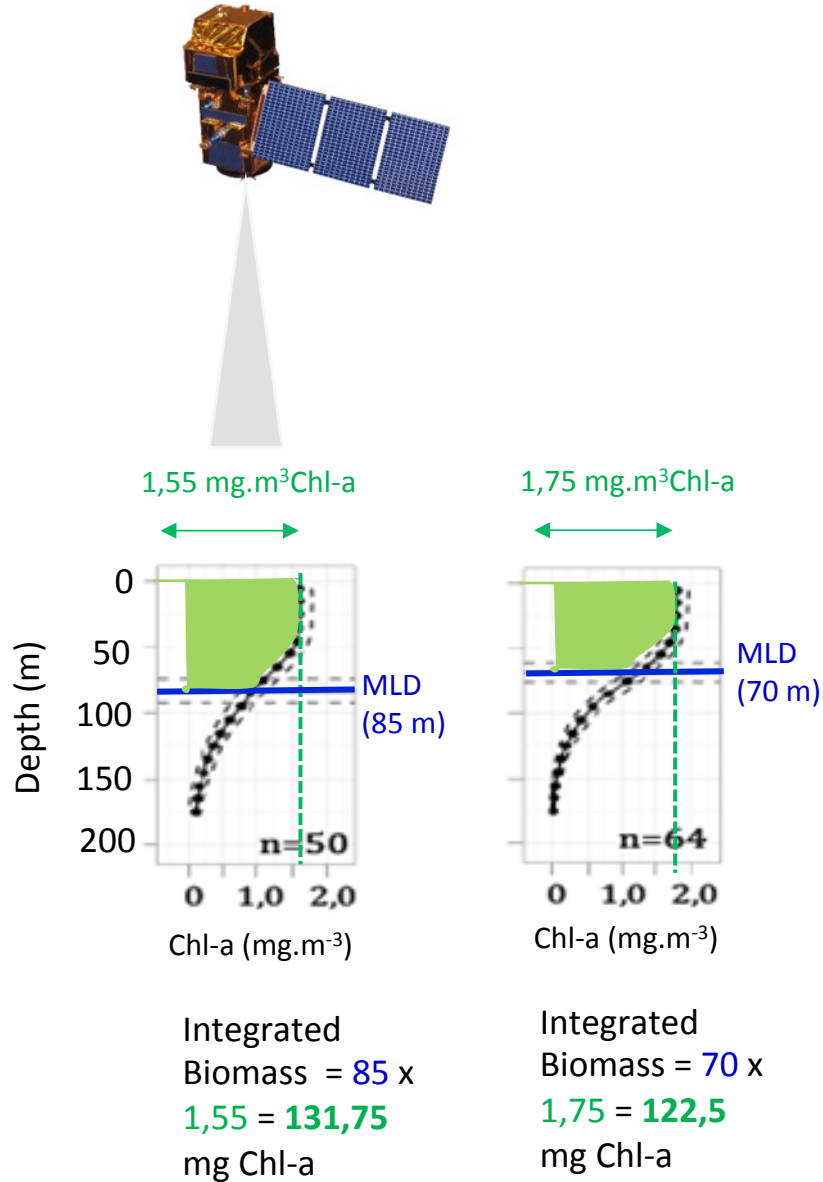 1,55 mg.m³Chl-a
1,75 mg.m³Chl-a
Depth (m)
0
50
100
150
200
MLD
(85 m)
n=50
0 1,0 2,0
Chl-a (mg.m⁻³)
MLD
(70 m)
n=64
0 1,0 2,0
Chl-a (mg.m⁻³)
Integrated
Biomass = 85 x
1,55 = 131,75
mg Chl-a
Integrated
Biomass = 70 x
1,75 = 122,5
mg Chl-a